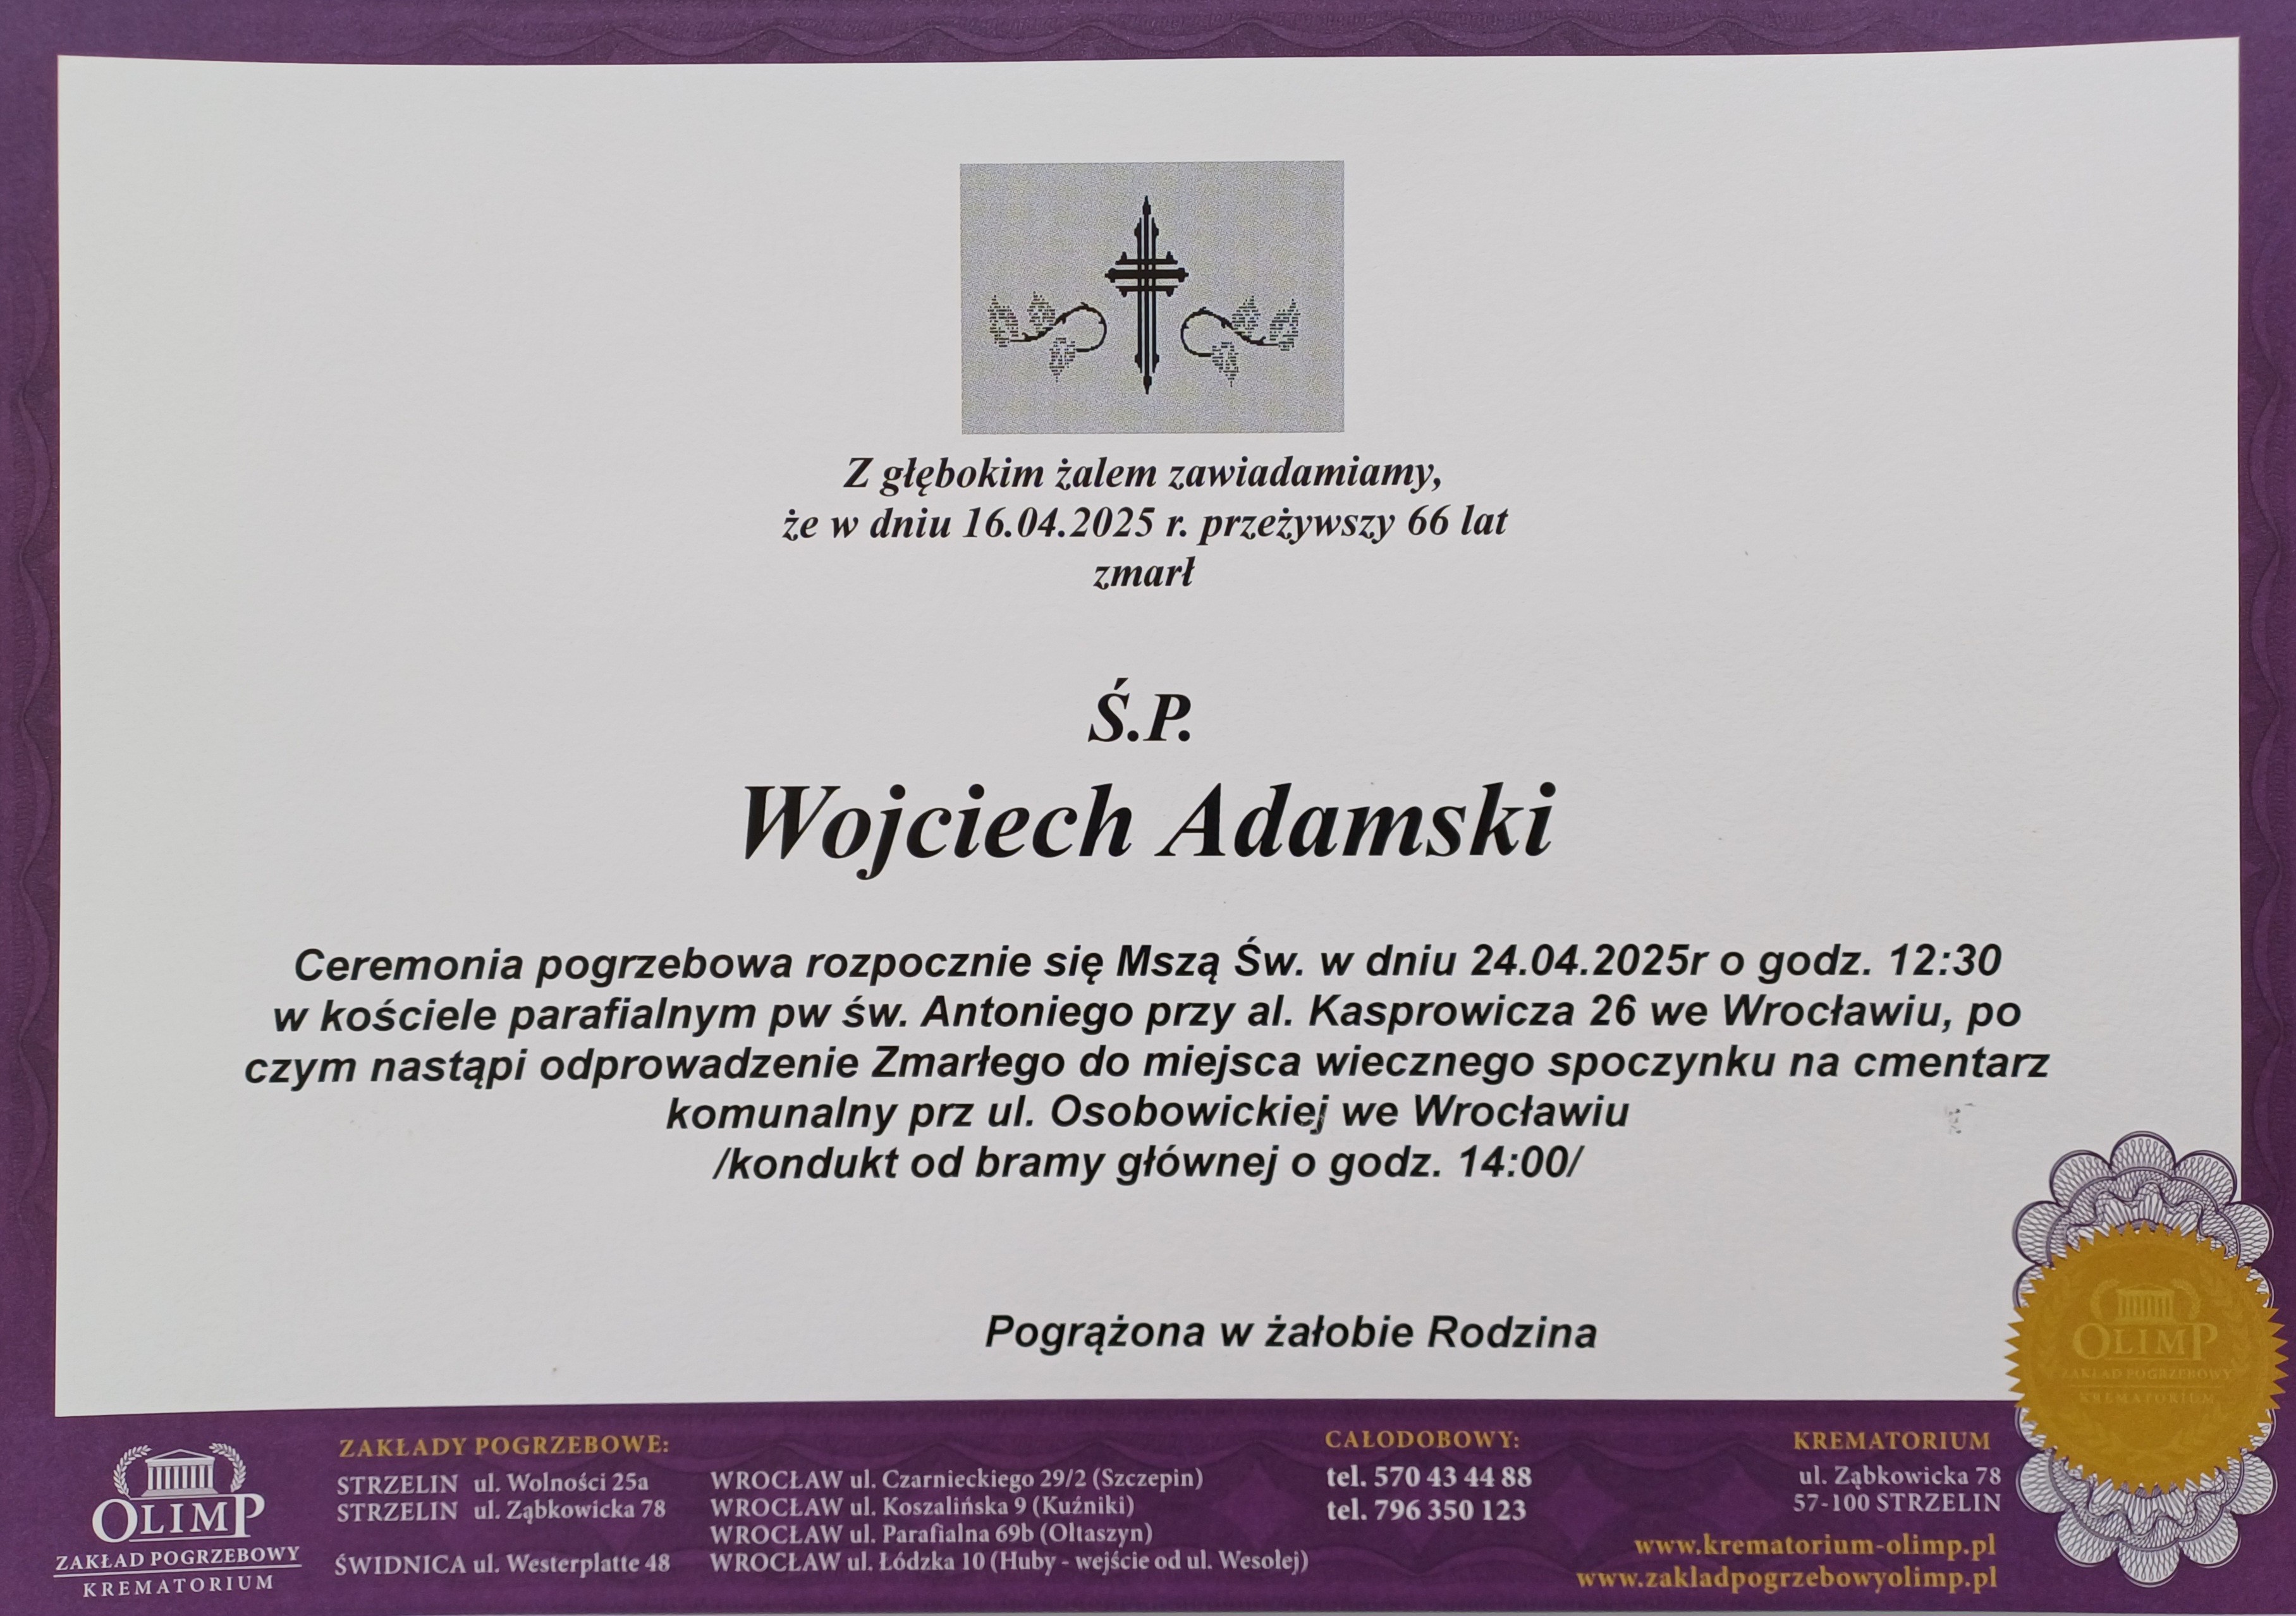 Z głębokim żalem zawiadamiamy,
że w dniu 16.04.2025 r. przeżywszy 66 lat
zmarł
Ś.P.
Wojciech Adamski
Ceremonia pogrzebowa rozpocznie się Mszą Św. w dniu 24.04.2025r o godz. 12:30
w kościele parafialnym pw św. Antoniego przy al. Kasprowicza 26 we Wrocławiu, po
czym nastąpi odprowadzenie Zmarłego do miejsca wiecznego spoczynku na cmentarz
komunalny prz ul. Osobowickiej we Wrocławiu
/kondukt od bramy głównej o godz. 14:00/
Pogrążona w żałobie Rodzina
OLIMP
ZAKŁAD POGRZEBOWY
KREMATORIUM
OLIMP
ZAKŁAD POGRZEBOWY
KREMATORIUM
ZAKŁADY POGRZEBOWE:
STRZELIN ul. Wolności 25a
STRZELIN ul. Ząbkowicka 78
ŚWIDNICA ul. Westerplatte 48
WROCŁAW ul. Czarnieckiego 29/2 (Szczepin)
WROCŁAW ul. Koszalińska 9 (Kuźniki)
WROCŁAW ul. Parafialna 69b (Ołtaszyn)
WROCŁAW ul. Łódzka 10 (Huby - wejście od ul. Wesołej)
CAŁODOBOWY:
tel. 570 43 44 88
tel. 796 350 123
KREMATORIUM
ul. Ząbkowicka 78
57-100 STRZELIN
www.krematorium-olimp.pl
www.zakladpogrzebowyolimp.pl